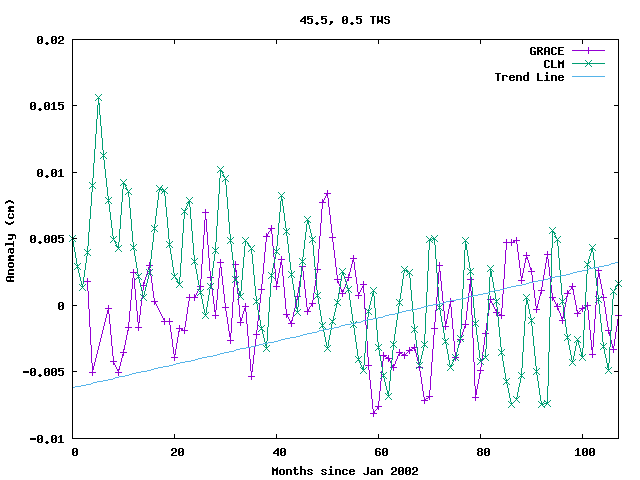 45.5, 0.5 TWS
GRACE
CLM
Trend Line
0.02
0.015
0.01
0.005
0
-0.005
-0.01
Anomaly (cm)
0 20 40 60 80 100
Months since Jan 2002